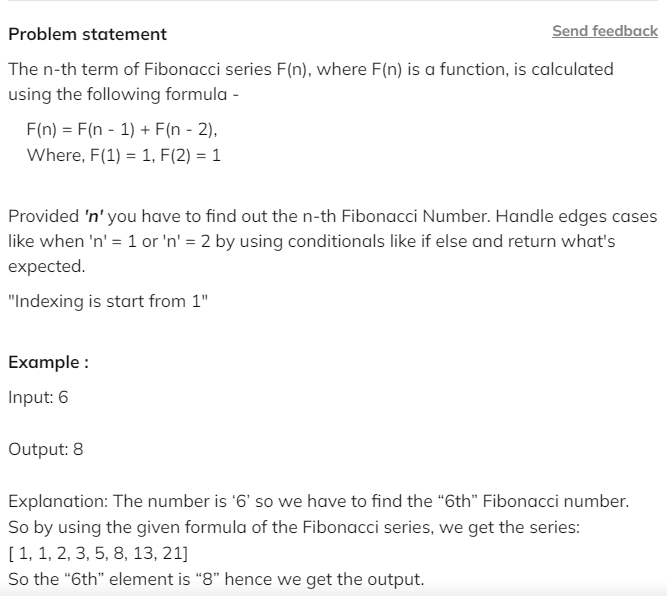 Problem statement
Send feedback
The n-th term of Fibonacci series F(n), where F(n) is a function, is calculated
using the following formula -
F(n) = F(n - 1) + F(n - 2),
Where, F(1) = 1, F(2) = 1
Provided 'n' you have to find out the n-th Fibonacci Number. Handle edges cases
like when 'n' = 1 or 'n' = 2 by using conditionals like if else and return what's
expected.
"Indexing is start from 1"
Example :
Input: 6
Output: 8
Explanation: The number is ‘6’ so we have to find the “6th” Fibonacci number.
So by using the given formula of the Fibonacci series, we get the series:
[ 1, 1, 2, 3, 5, 8, 13, 21]
So the “6th” element is “8” hence we get the output.